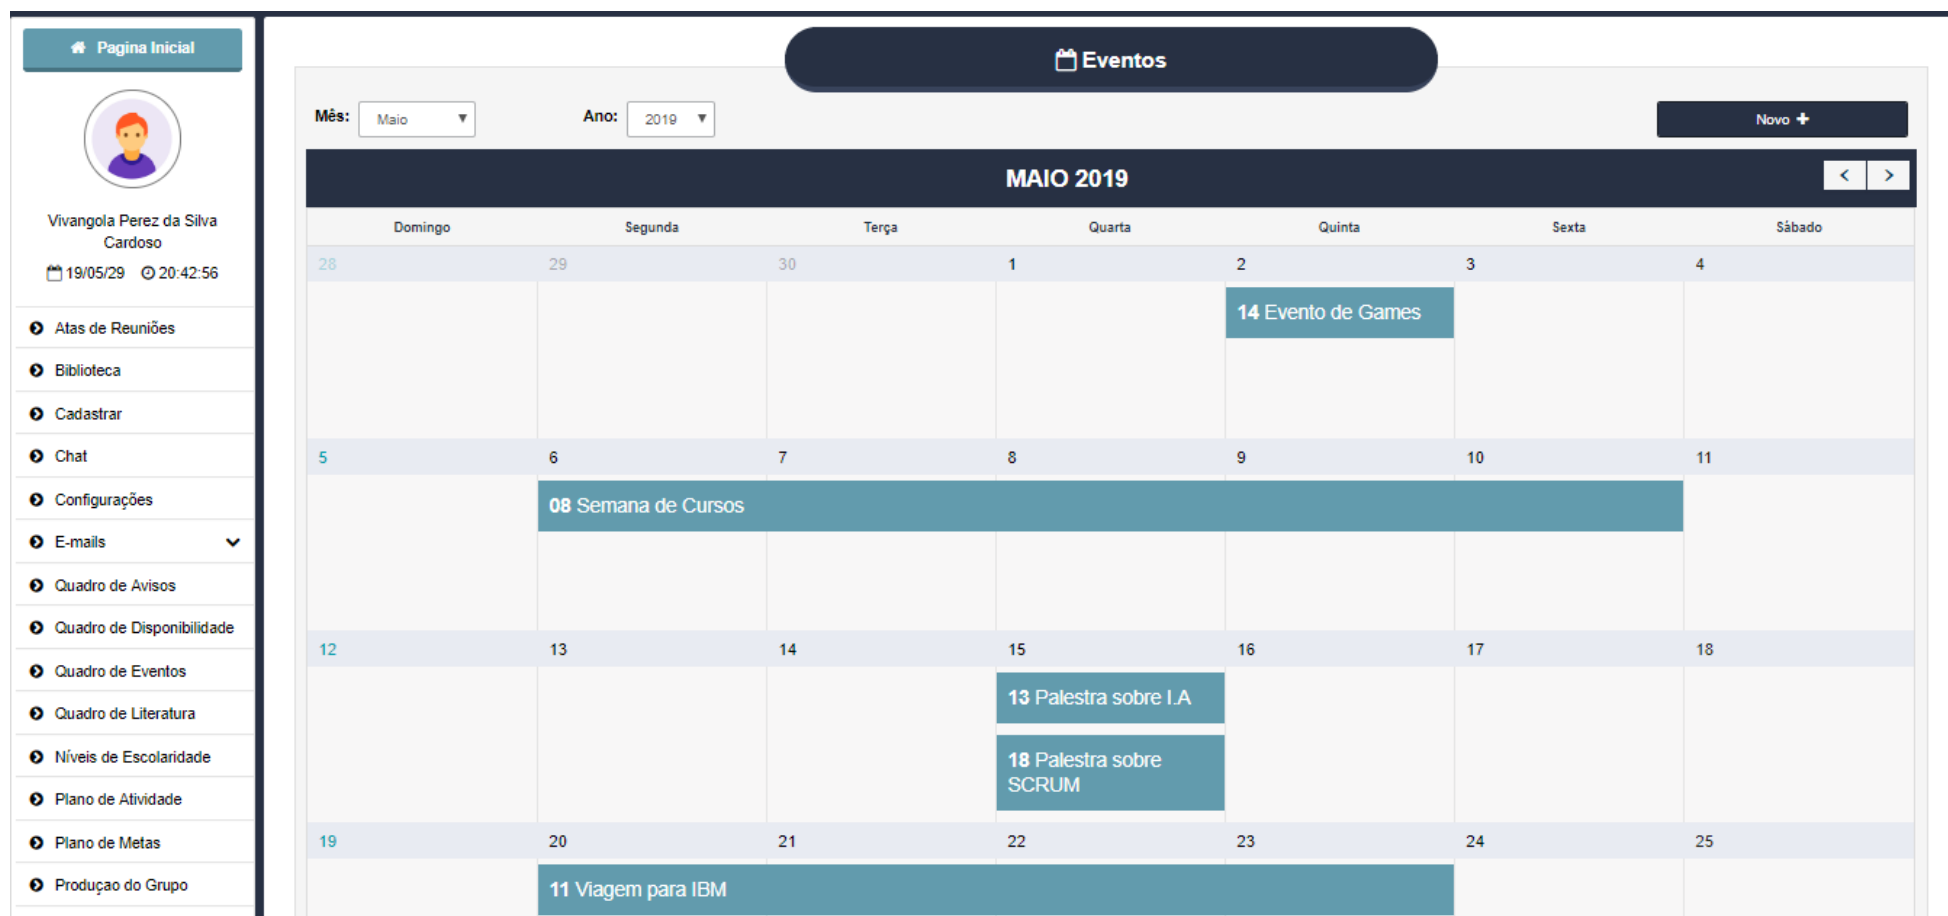 Pagina Inicial
Vivangola Perez da Silva
Cardoso
19/05/29 20:42:56
Atas de Reuniões
Biblioteca
Cadastrar
Chat
Configurações
E-mails
Quadro de Avisos
Quadro de Disponibilidade
Quadro de Eventos
Quadro de Literatura
Níveis de Escolaridade
Plano de Atividade
Plano de Metas
Produçao do Grupo
Eventos
Mês: Maio Ano: 2019 Novo
MAIO 2019
Domingo Segunda Terça Quarta Quinta Sexta Sábado
28 29 30 1 2 3 4
14 Evento de Games
5 6 7 8 9 10 11
08 Semana de Cursos
12 13 14 15 16 17 18
13 Palestra sobre I.A
18 Palestra sobre
SCRUM
19 20 21 22 23 24 25
11 Viagem para IBM